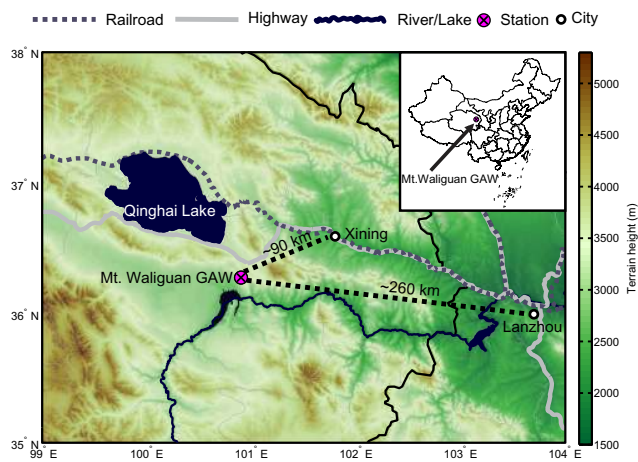 Railroad Highway River/Lake Station City
38° N
37° N
36° N
35° N
99° E 100° E 101° E 102° E 103° E 104° E
Mt.Waliguan GAW
Qinghai Lake
Xining
~90 km
Mt. Waliguan GAW
~260 km
Lanzhou
5000
4500
4000
3500
3000
2500
2000
1500
Terrain height (m)